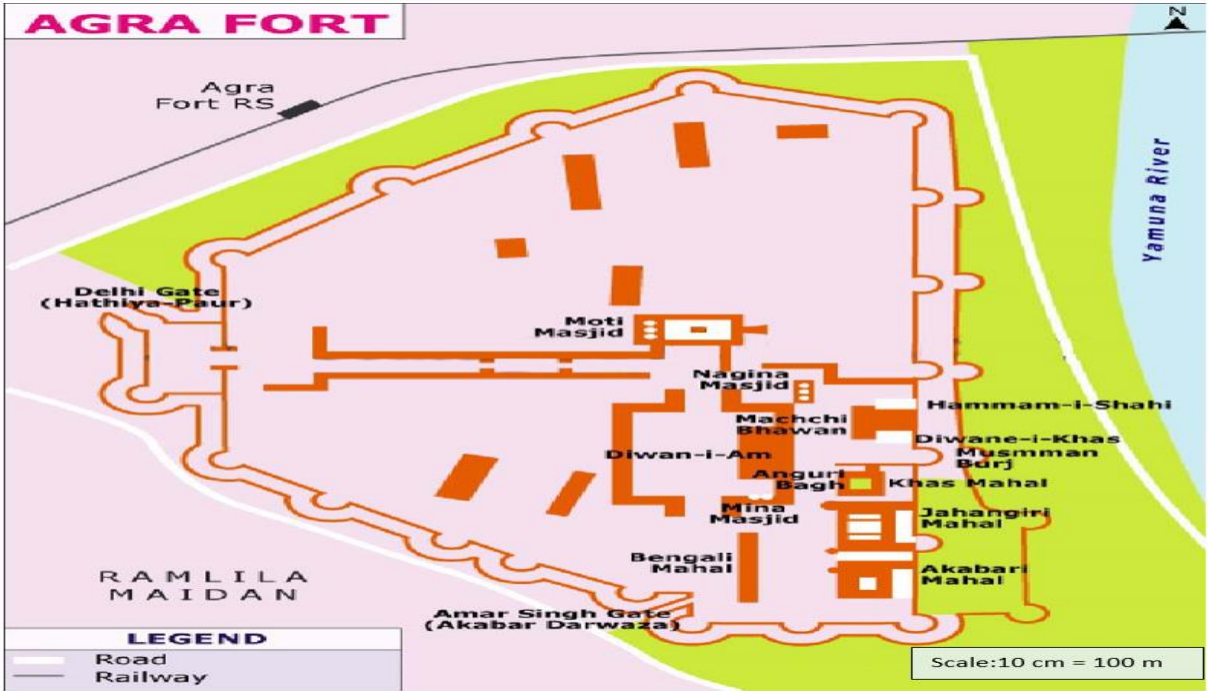 AGRA FORT
N
Agra
Fort RS
Yamuna River
Delhi Gate
(Hathiya-Paur)
Moti
Masjid
Nagina
Masjid
Hammam-i-Shahi
Machchi
Bhawan
Diwane-i-Khas
Diwan-i-Am
Musmman
Burj
Anguri
Bagh
Khas Mahal
Mina
Masjid
Jahangiri
Mahal
Bengali
Mahal
Akabari
Mahal
RAMLILA
MAIDAN
Amar Singh Gate
(Akabar Darwaza)
LEGEND
Road
Railway
Scale:10 cm = 100 m